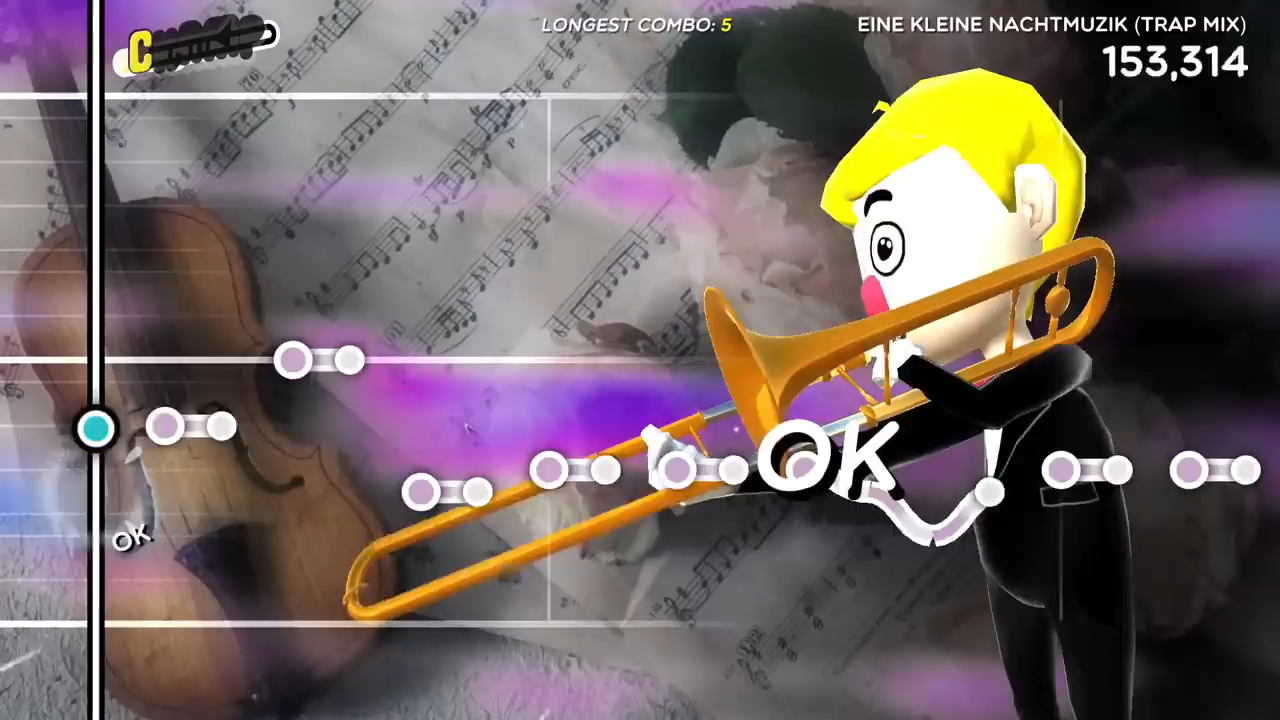 LONGEST COMBO: 5
EINE KLEINE NACHTMUZIK (TRAP MIX)
153,314
C
OK
OK